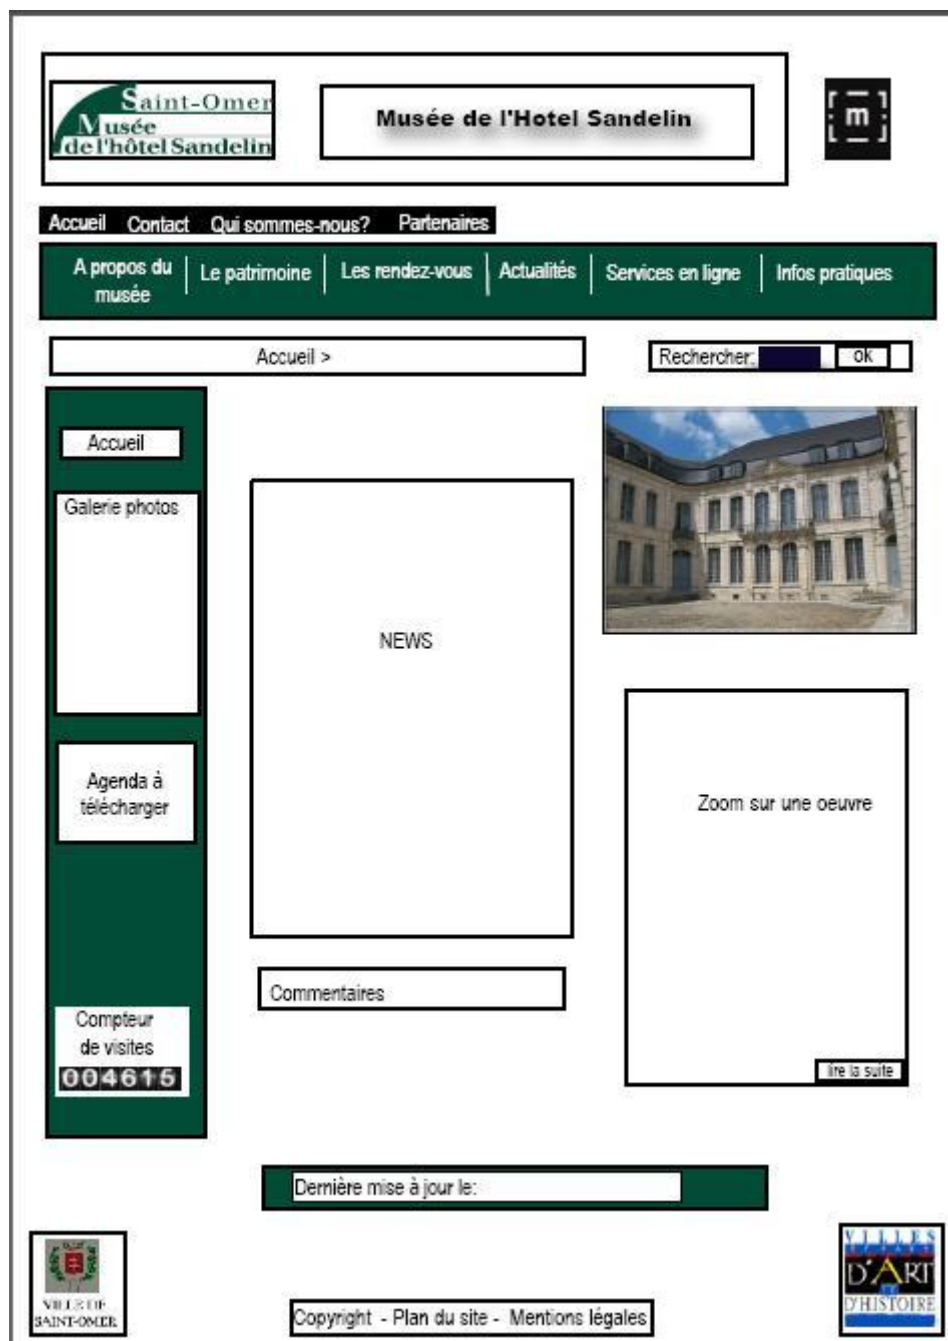 Saint-Omer
Musée
de l'hôtel Sandelin
Musée de l'Hotel Sandelin
[m]
Accueil Contact Qui sommes-nous? Partenaires
A propos du musée
Le patrimoine
Les rendez-vous
Actualités
Services en ligne
Infos pratiques
Accueil >
Rechercher: ok
Accueil
Galerie photos
NEWS
Agenda à
télécharger
Zoom sur une oeuvre
Commentaires
Compteur
de visites
004615
lire la suite
Dernière mise à jour le:
VILLE DE
SAINT-OMER
VILLES
D'ART
D'HISTOIRE
Copyright - Plan du site - Mentions légales